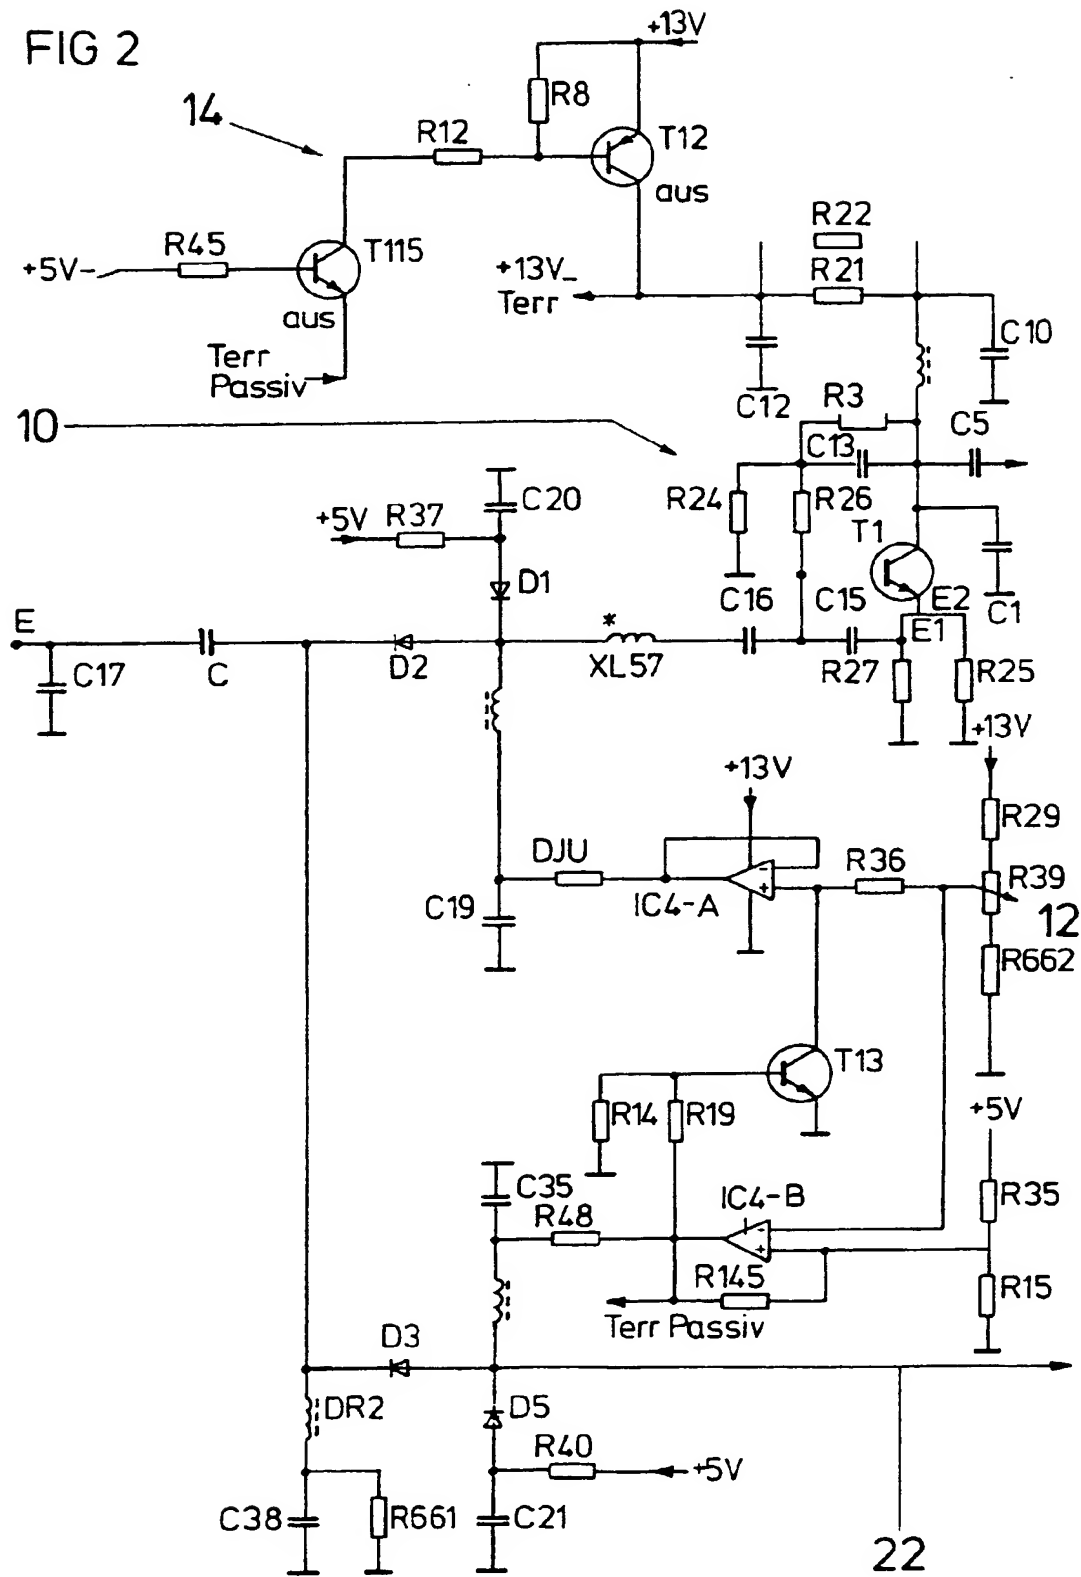 FIG 2
+13V
R8
14
R12
T12
aus
R45
T115
+5V-
aus
Terr
Passiv
+13V_
Terr
R22
R21
C10
C12
R3
10
C13
C5
R24
R26
C20
+5V
R37
T1
D1
C16
C15
E2
C1
E
*
E1
C17
C
D2
XL57
R27
R25
+13V
+13V
R29
DJU
R36
R39
C19
IC4-A
12
R662
T13
R14
R19
+5V
C35
R48
IC4-B
R35
R145
R15
Terr Passiv
D3
DR2
D5
R40
+5V
C38
R661
C21
22